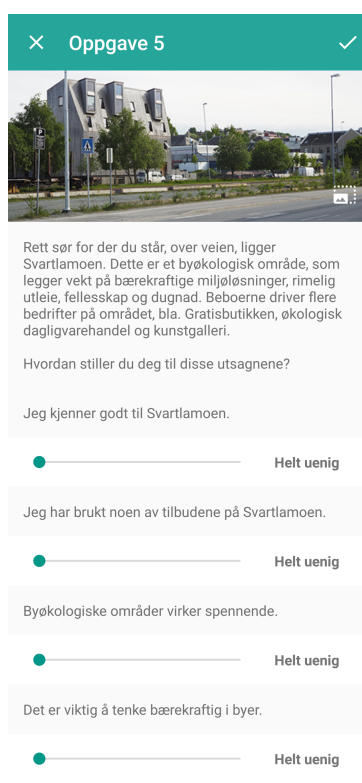 Oppgave 5
Rett sør for der du står, over veien, ligger
Svartlamoen. Dette er et byøkologisk område, som
legger vekt på bærekraftige miljøløsninger, rimelig
utleie, fellesskap og dugnad. Beboerne driver flere
bedrifter på området, bla. Gratisbutikken, økologisk
dagligvarehandel og kunstgalleri.
Hvordan stiller du deg til disse utsagnene?
Jeg kjenner godt til Svartlamoen.
Helt uenig
Jeg har brukt noen av tilbudene på Svartlamoen.
Helt uenig
Byøkologiske områder virker spennende.
Helt uenig
Det er viktig å tenke bærekraftig i byer.
Helt uenig